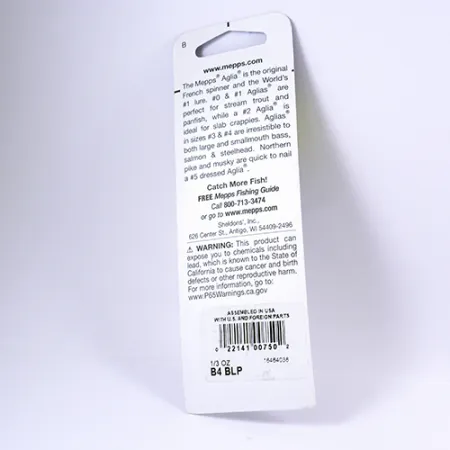 B
www.mepps.com
The Mepps® Aglia® is the original
French spinner and the World's
#1 lure. #0 & #1 Aglias® are
perfect for stream trout and
panfish, while a #2 Aglia® is
ideal for slab crappies. Aglias®
in sizes #3 & #4 are irresistible to
both large and smallmouth bass,
salmon & steelhead. Northern
pike and musky are quick to nail
a #5 dressed Aglia®.
Catch More Fish!
FREE Mepps Fishing Guide
Call 800-713-3474
or go to www.mepps.com
Sheldons', Inc.,
626 Center St., Antigo, WI 54409-2496
⚠ WARNING: This product can
expose you to chemicals including
lead, which is known to the State of
California to cause cancer and birth
defects or other reproductive harm.
For more information, go to:
www.P65Warnings.ca.gov
ASSEMBLED IN USA
WITH U.S. AND FOREIGN PARTS
0 22141 00750 2
1/3 OZ
B4 BLP